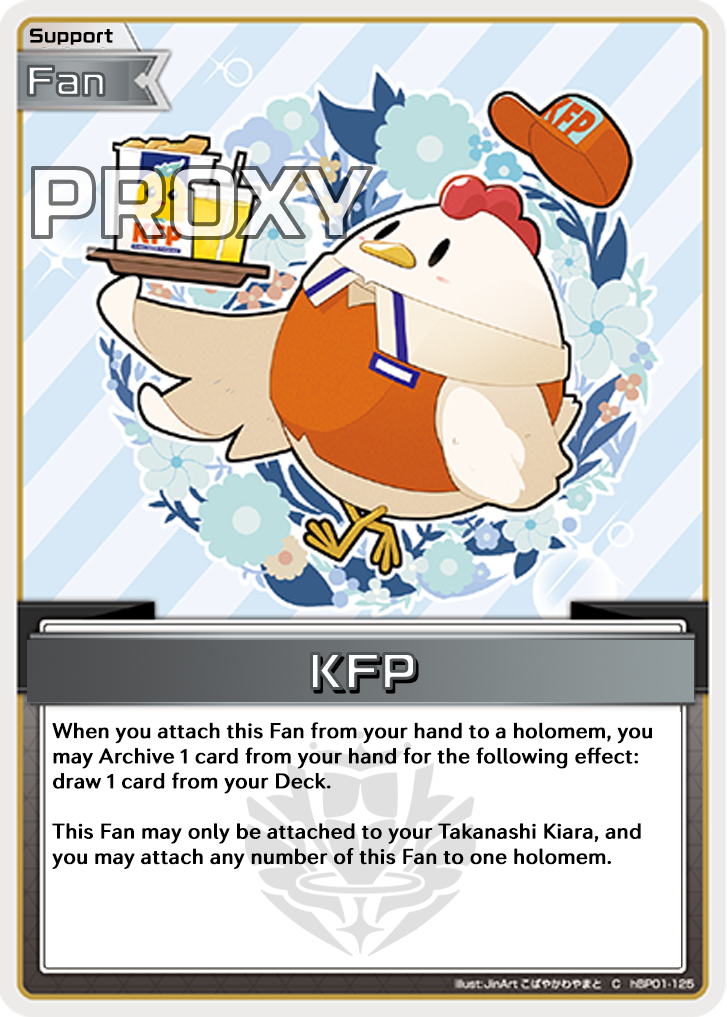 Support
Fan
KFP
PROXY
KFP
KFP
When you attach this Fan from your hand to a holomem, you
may Archive 1 card from your hand for the following effect:
draw 1 card from your Deck.
This Fan may only be attached to your Takanashi Kiara, and
you may attach any number of this Fan to one holomem.
illust:JinArt こばやかわやまと C hBP01-125